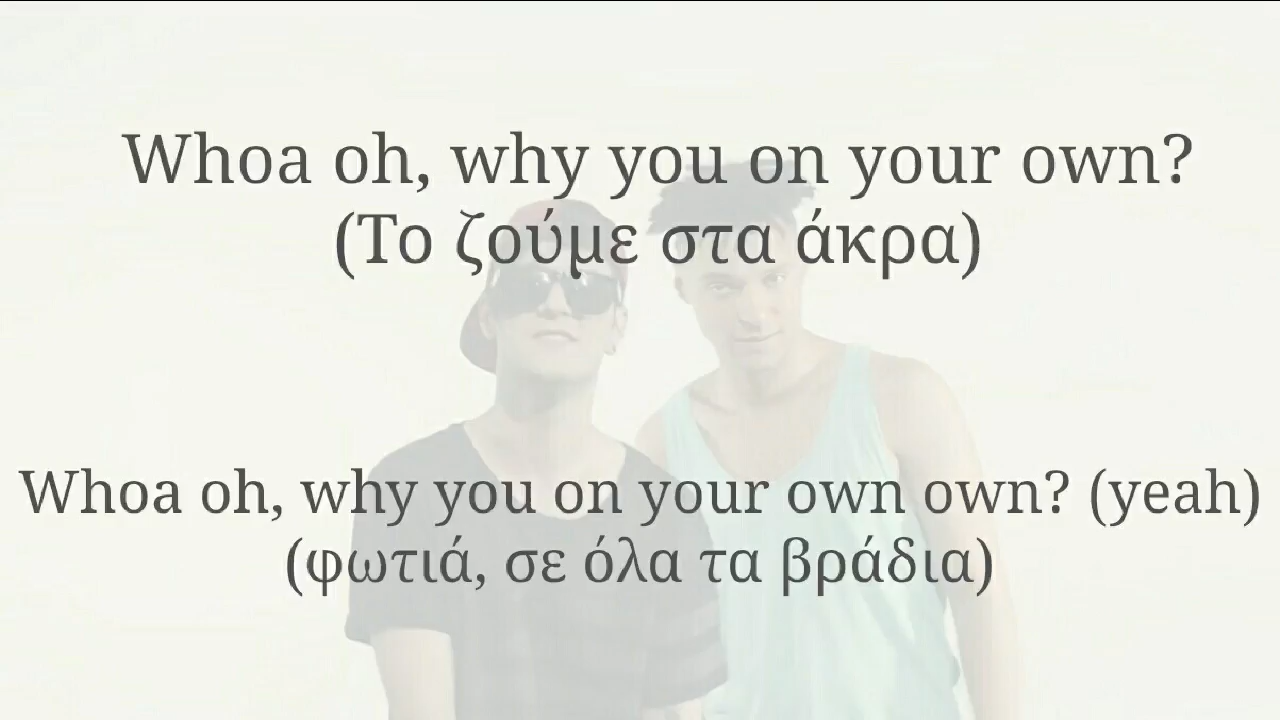 Whoa oh, why you on your own?
(Το ζούμε στα άκρα)
Whoa oh, why you on your own own? (yeah)
(φωτιά, σε όλα τα βράδια)